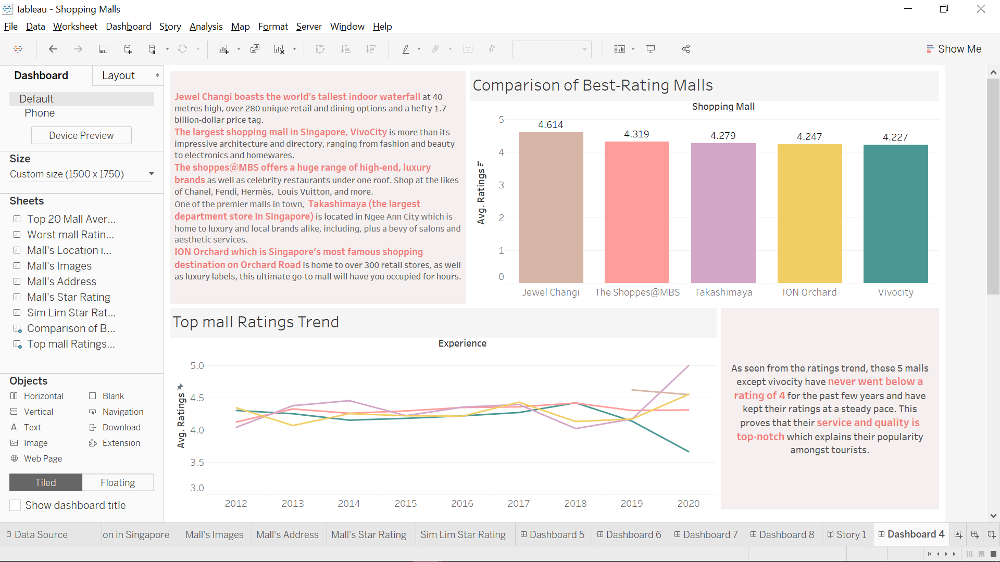 Tableau - Shopping Malls
File Data Worksheet Dashboard Story Analysis Map Format Server Window Help
Show Me
Dashboard
Layout
Default
Phone
Device Preview
Size
Custom size (1500 x 1750)
Sheets
Top 20 Mall Aver...
Worst mall Ratin...
Mall's Location i...
Mall's Images
Mall's Address
Mall's Star Rating
Sim Lim Star Rat...
Comparison of B...
Top mall Ratings...
Objects
Horizontal
Blank
Vertical
Navigation
Text
Download
Image
Extension
Web Page
Tiled
Floating
Show dashboard title
Jewel Changi boasts the world’s tallest indoor waterfall at 40
metres high, over 280 unique retail and dining options and a hefty 1.7
billion-dollar price tag.
The largest shopping mall in Singapore, VivoCity is more than its
impressive architecture and directory, ranging from fashion and beauty
to electronics and homewares.
The shoppes@MBS offers a huge range of high-end, luxury
brands as well as celebrity restaurants under one roof. Shop at the likes
of Chanel, Fendi, Hermès, Louis Vuitton, and more.
One of the premier malls in town, Takashimaya (the largest
department store in Singapore) is located in Ngee Ann City which is
home to luxury and local brands alike, including, plus a bevy of salons and
aesthetic services.
ION Orchard which is Singapore’s most famous shopping
destination on Orchard Road is home to over 300 retail stores, as well
as luxury labels, this ultimate go-to mall will have you occupied for hours.
Comparison of Best-Rating Malls
Shopping Mall
Avg. Ratings
5
4
3
2
1
0
4.614
4.319
4.279
4.247
4.227
Jewel Changi
The Shoppes@MBS
Takashimaya
ION Orchard
Vivocity
Top mall Ratings Trend
Experience
Avg. Ratings
5.0
4.5
4.0
3.5
3.0
2012 2013 2014 2015 2016 2017 2018 2019 2020
As seen from the ratings trend, these 5 malls
except vivocity have never went below a
rating of 4 for the past few years and have
kept their ratings at a steady pace. This
proves that their service and quality is
top-notch which explains their popularity
amongst tourists.
Data Source
on in Singapore
Mall's Images
Mall's Address
Mall's Star Rating
Sim Lim Star Rating
Dashboard 5
Dashboard 6
Dashboard 7
Dashboard 8
Story 1
Dashboard 4